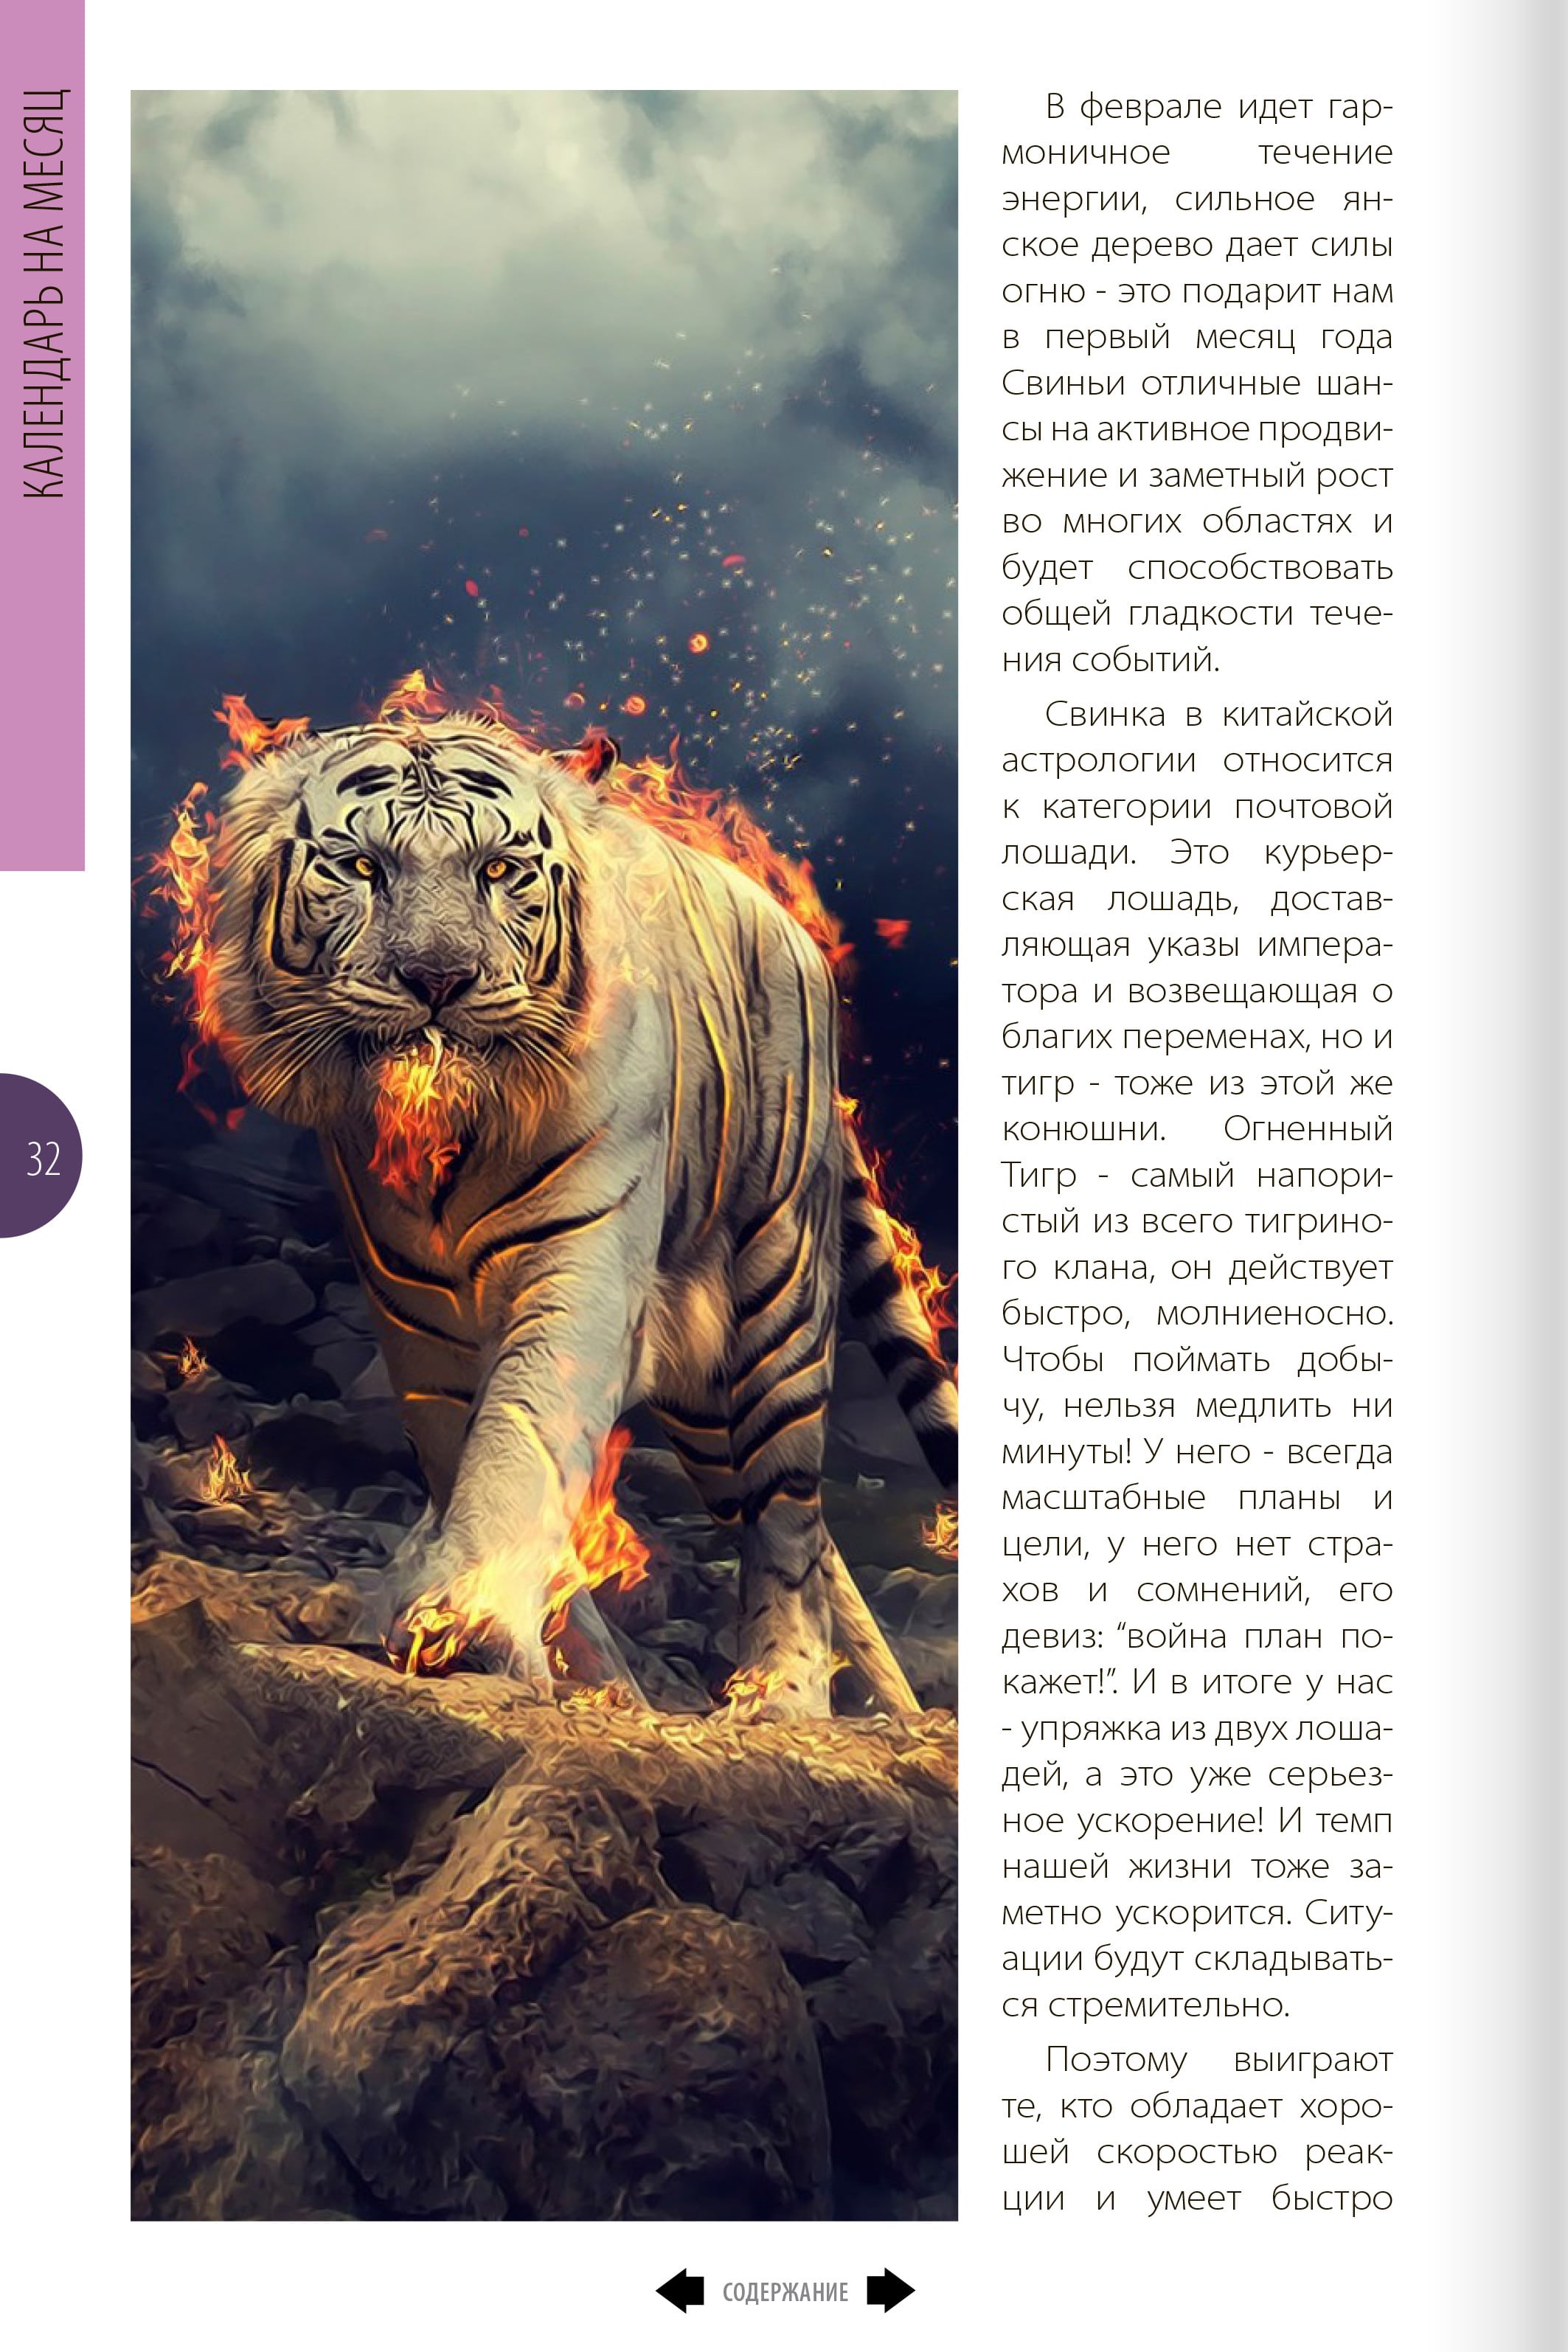 КАЛЕНДАРЬ НА МЕСЯЦ
32
В феврале идет гар-
моничное течение
энергии, сильное ян-
ское дерево дает силы
огню - это подарит нам
в первый месяц года
Свиньи отличные шан-
сы на активное продви-
жение и заметный рост
во многих областях и
будет способствовать
общей гладкости тече-
ния событий.
Свинка в китайской
астрологии относится
к категории почтовой
лошади. Это курьер-
ская лошадь, достав-
ляющая указы импера-
тора и возвещающая о
благих переменах, но и
тигр - тоже из этой же
конюшни. Огненный
Тигр - самый напори-
стый из всего тигрино-
го клана, он действует
быстро, молниеносно.
Чтобы поймать добы-
чу, нельзя медлить ни
минуты! У него - всегда
масштабные планы и
цели, у него нет стра-
хов и сомнений, его
девиз: “война план по-
кажет!”. И в итоге у нас
- упряжка из двух лоша-
дей, а это уже серьез-
ное ускорение! И темп
нашей жизни тоже за-
метно ускорится. Ситу-
ации будут складывать-
ся стремительно.
Поэтому выиграют
те, кто обладает хоро-
шей скоростью реак-
ции и умеет быстро
СОДЕРЖАНИЕ